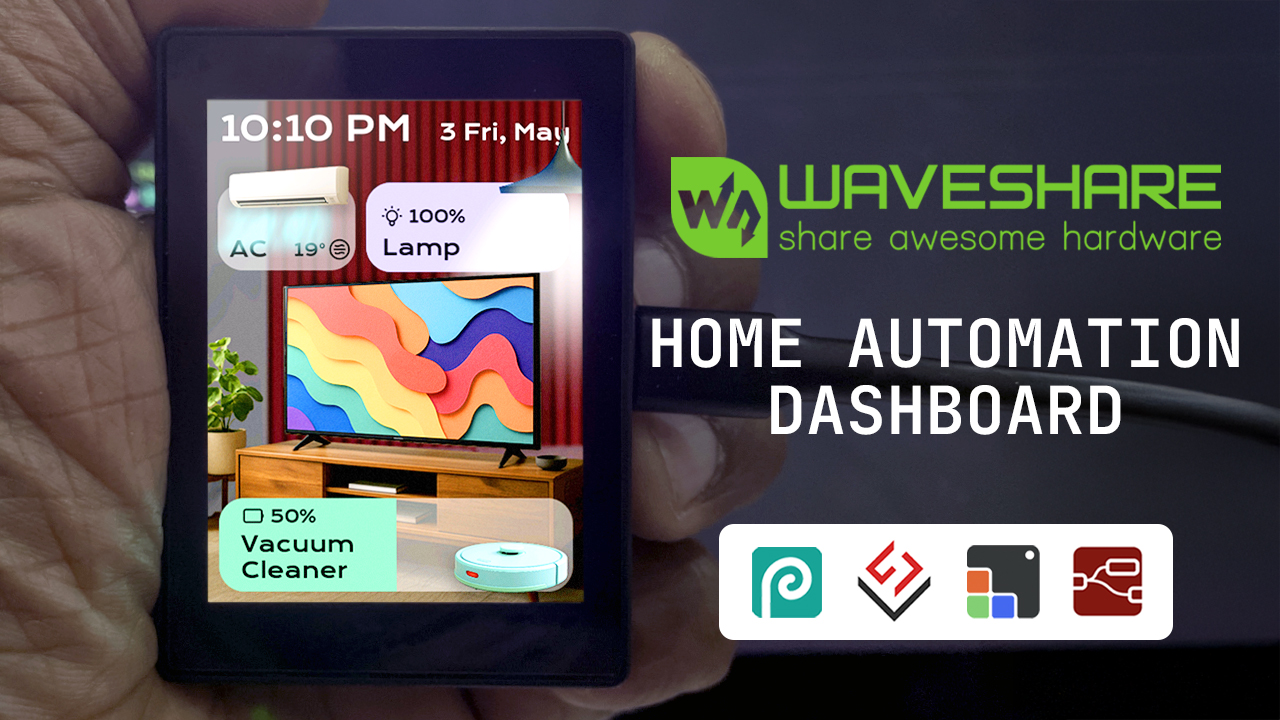 10:10 PM 3 Fri, May
AC 19°
100%
Lamp
50%
Vacuum
Cleaner
WAVESHARE
share awesome hardware
HOME AUTOMATION
DASHBOARD